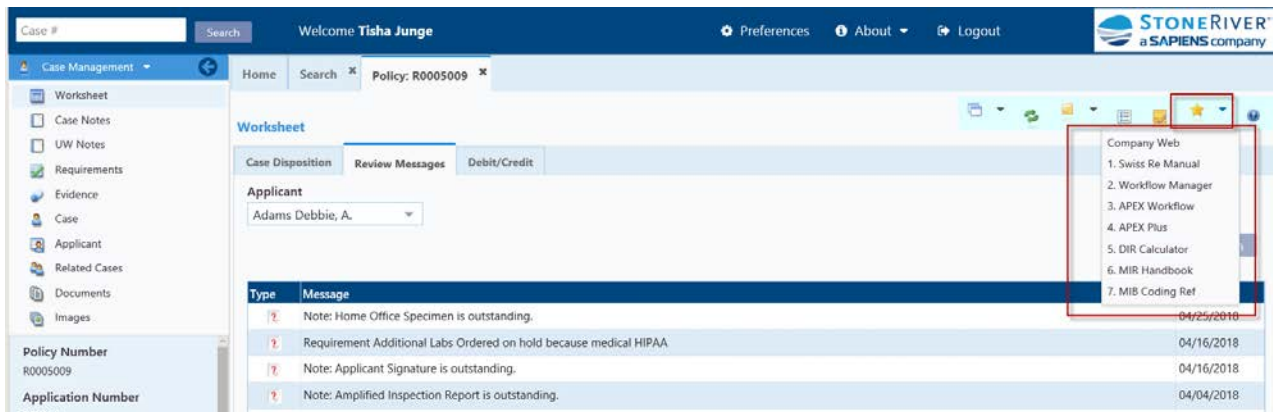 Case #
Search
Welcome Tisha Junge
Preferences
About
Logout
STONERIVER
a SAPIENS company
Case Management
Home
Search
Policy: R0005009
Worksheet
Case Notes
UW Notes
Requirements
Evidence
Case
Applicant
Related Cases
Documents
Images
Policy Number
R0005009
Application Number
Worksheet
Case Disposition
Review Messages
Debit/Credit
Applicant
Adams Debbie, A.
Company Web
1. Swiss Re Manual
2. Workflow Manager
3. APEX Workflow
4. APEX Plus
5. DIR Calculator
6. MIR Handbook
7. MIB Coding Ref
Type Message
Note: Home Office Specimen is outstanding. 04/25/2018
Requirement Additional Labs Ordered on hold because medical HIPAA 04/16/2018
Note: Applicant Signature is outstanding. 04/16/2018
Note: Amplified Inspection Report is outstanding. 04/04/2018